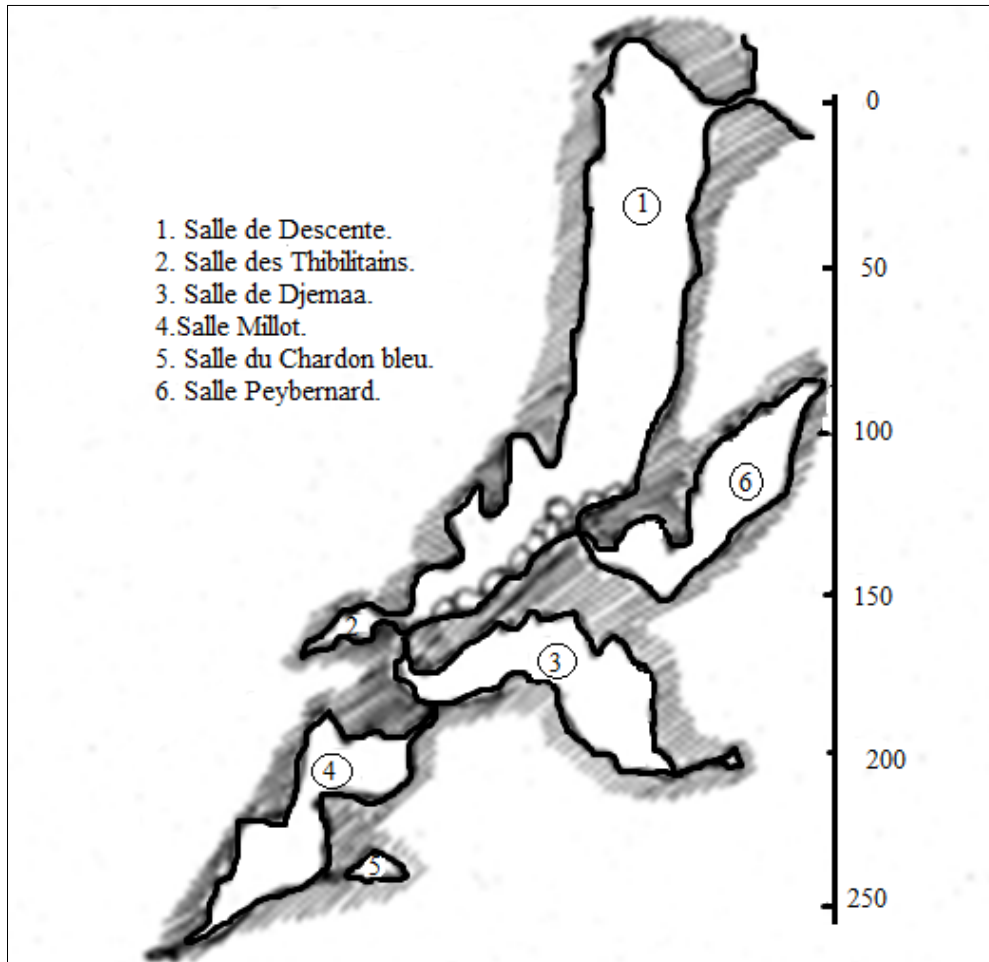 1. Salle de Descente.
2. Salle des Thibilitains.
3. Salle de Djemaa.
4.Salle Millot.
5. Salle du Chardon bleu.
6. Salle Peybernard.
0
1
50
100
6
150
2
3
200
4
5
250